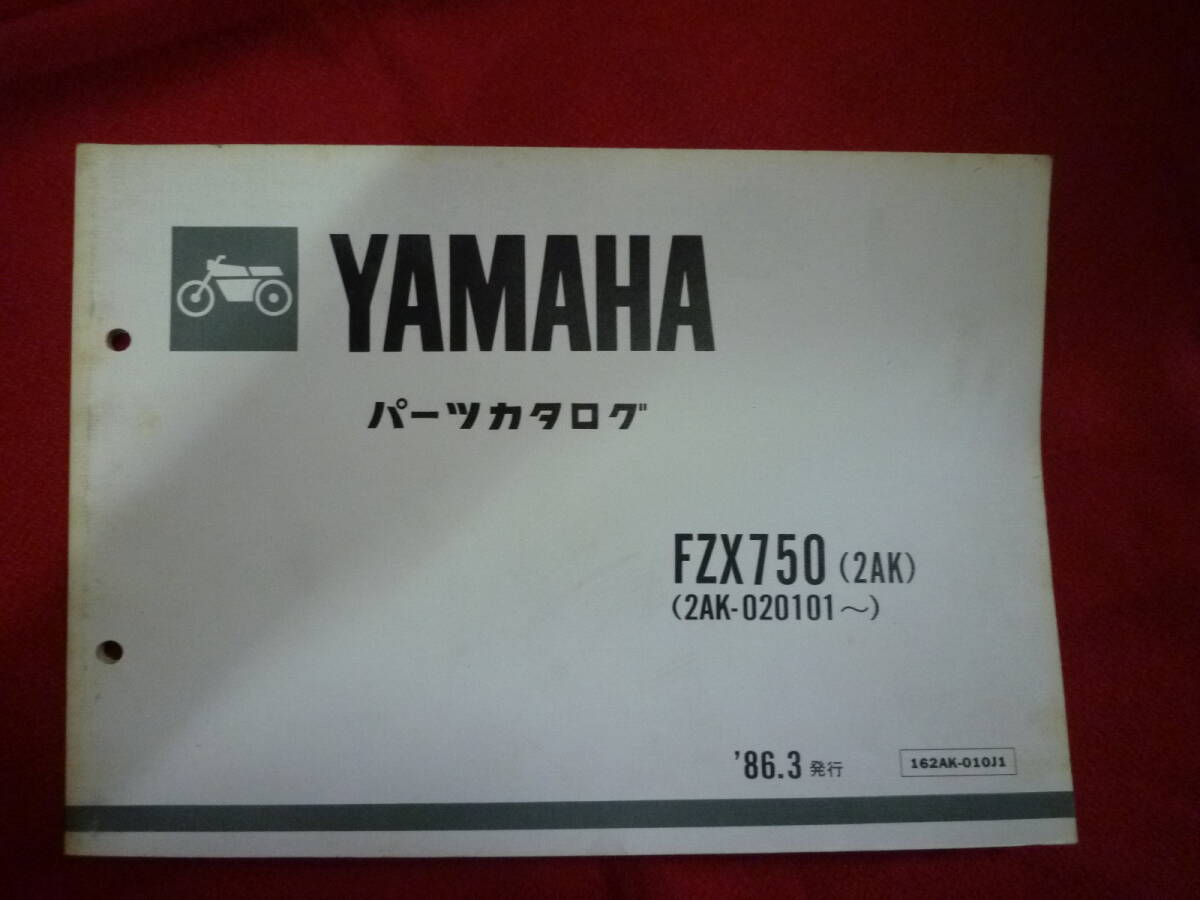 YAMAHA
パーツカタログ
FZX750 (2AK)
(2AK-020101～)
'86.3 発行
162AK-010J1